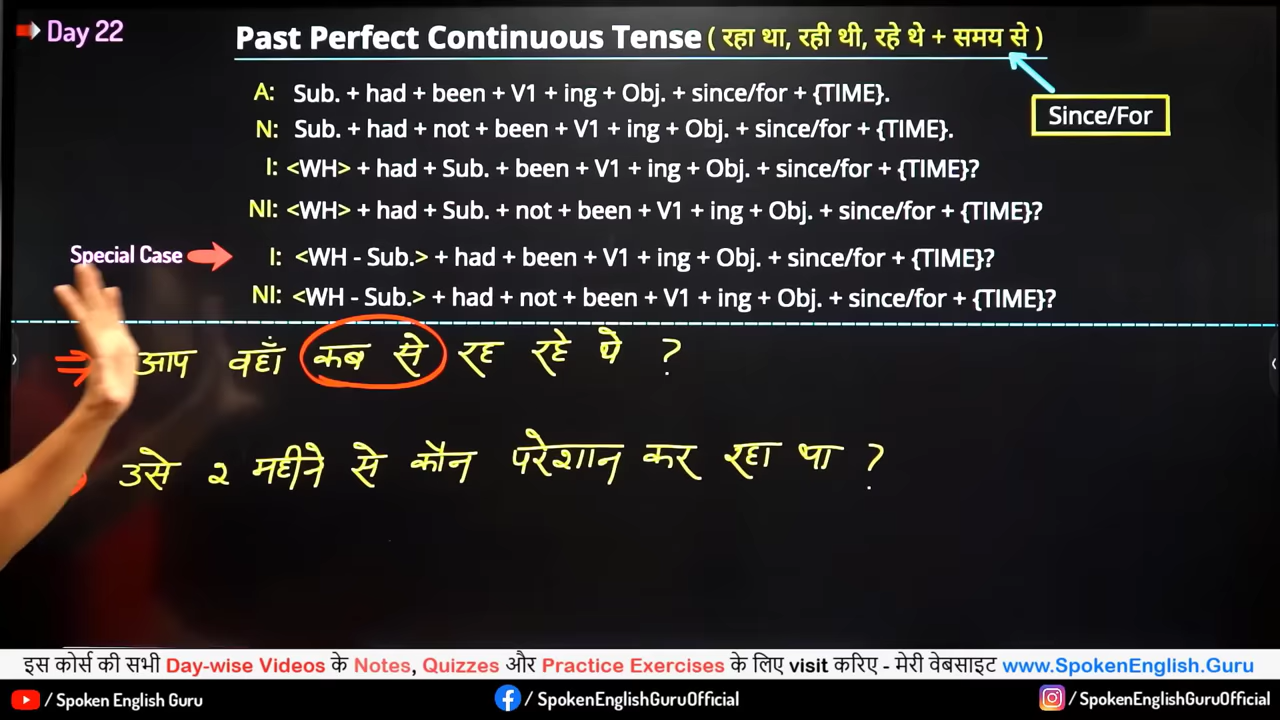 Day 22
Past Perfect Continuous Tense ( रहा था, रही थी, रहे थे + समय से )
A: Sub. + had + been + V1 + ing + Obj. + since/for + {TIME}.
Since/For
N: Sub. + had + not + been + V1 + ing + Obj. + since/for + {TIME}.
I: <WH> + had + Sub. + been + V1 + ing + Obj. + since/for + {TIME}?
NI: <WH> + had + Sub. + not + been + V1 + ing + Obj. + since/for + {TIME}?
Special Case
I: <WH - Sub.> + had + been + V1 + ing + Obj. + since/for + {TIME}?
NI: <WH - Sub.> + had + not + been + V1 + ing + Obj. + since/for + {TIME}?
आप वहाँ कब से रह रहे थे ?
उसे २ महीने से कौन परेशान कर रहा था ?
इस कोर्स की सभी Day-wise Videos के Notes, Quizzes और Practice Exercises के लिए visit करिए - मेरी वेबसाइट www.SpokenEnglish.Guru
/ Spoken English Guru
/ SpokenEnglishGuruOfficial
/ SpokenEnglishGuruOfficial